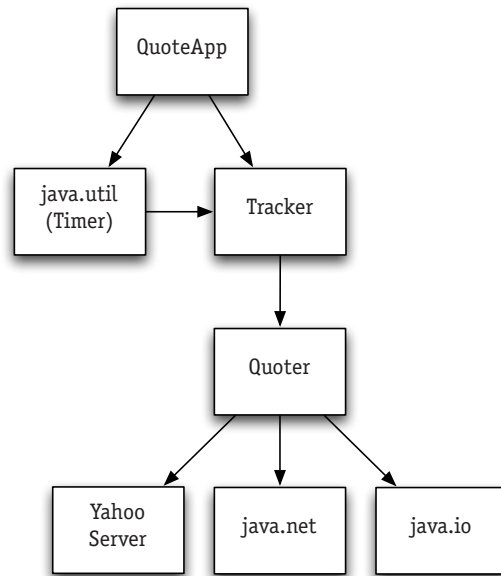 QuoteApp
java.util
(Timer)
Tracker
Quoter
Yahoo
Server
java.net
java.io